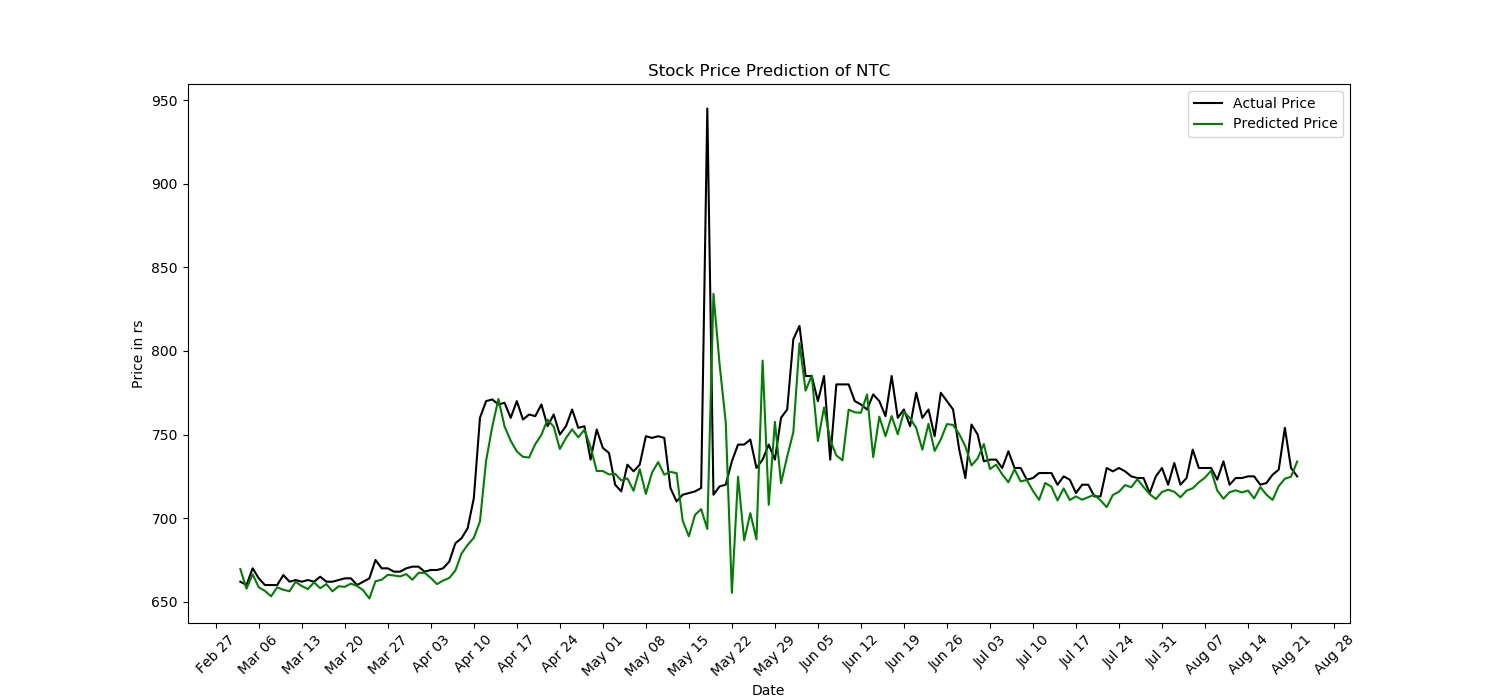 Stock Price Prediction of NTC
Actual Price
Predicted Price
950
900
850
800
750
700
650
Price in rs
Feb 27
Mar 06
Mar 13
Mar 20
Mar 27
Apr 03
Apr 10
Apr 17
Apr 24
May 01
May 08
May 15
May 22
May 29
Jun 05
Jun 12
Jun 19
Jun 26
Jul 03
Jul 10
Jul 17
Jul 24
Jul 31
Aug 07
Aug 14
Aug 21
Aug 28
Date